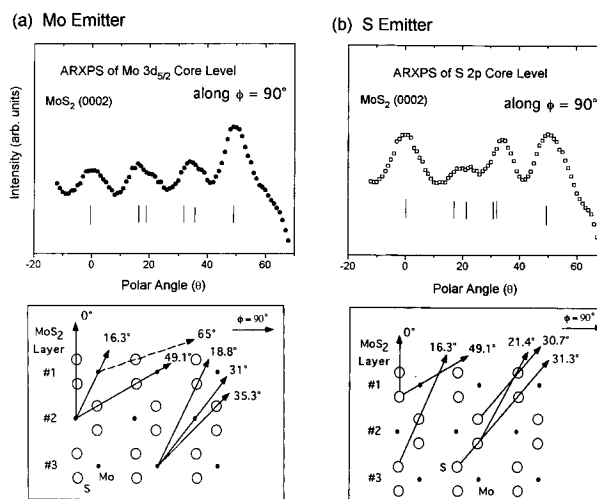 (a) Mo Emitter
ARXPS of Mo 3d5/2 Core Level
MoS2 (0002)
along ϕ = 90°
Intensity (arb. units)
-20 0 20 40 60
Polar Angle (θ)
MoS2
Layer
0°
ϕ = 90°
16.3°
65°
49.1°
18.8°
31°
35.3°
#1
#2
#3
Mo
S
(b) S Emitter
ARXPS of S 2p Core Level
MoS2 (0002)
along ϕ = 90°
-20 0 20 40 60
Polar Angle (θ)
MoS2
Layer
0°
ϕ = 90°
16.3°
49.1°
21.4°
30.7°
31.3°
#1
#2
#3
S
Mo